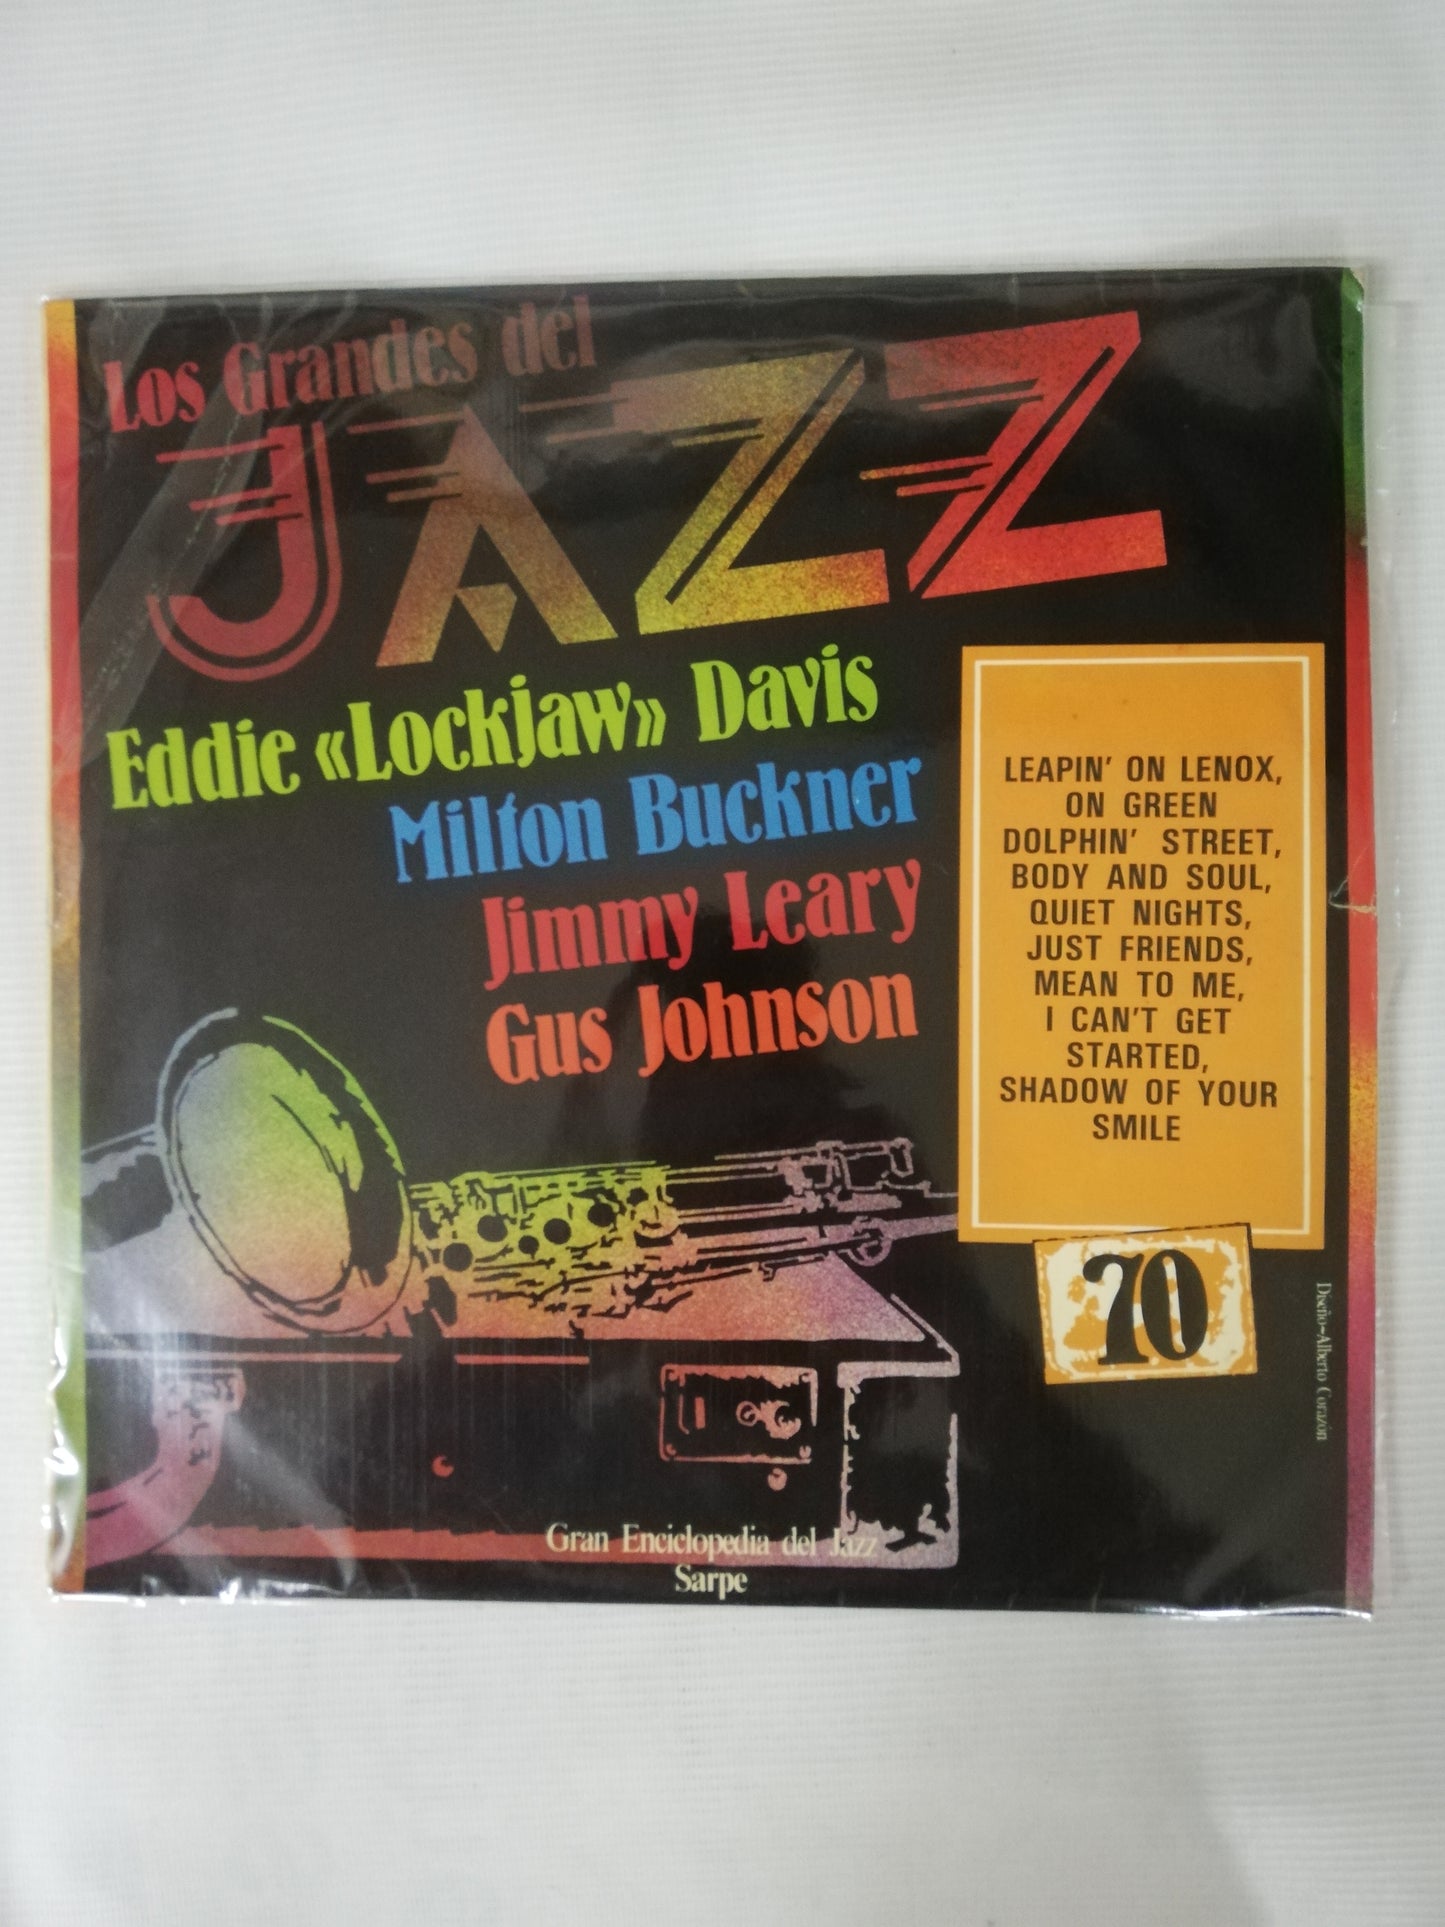 Los Grandes del
JAZZ
Eddie «Lockjaw» Davis
Milton Buckner
Jimmy Leary
Gus Johnson
LEAPIN' ON LENOX,
ON GREEN
DOLPHIN' STREET,
BODY AND SOUL,
QUIET NIGHTS,
JUST FRIENDS,
MEAN TO ME,
I CAN'T GET
STARTED,
SHADOW OF YOUR
SMILE
70
Diseño-Alberto Corazón
Gran Enciclopedia del Jazz
Sarpe